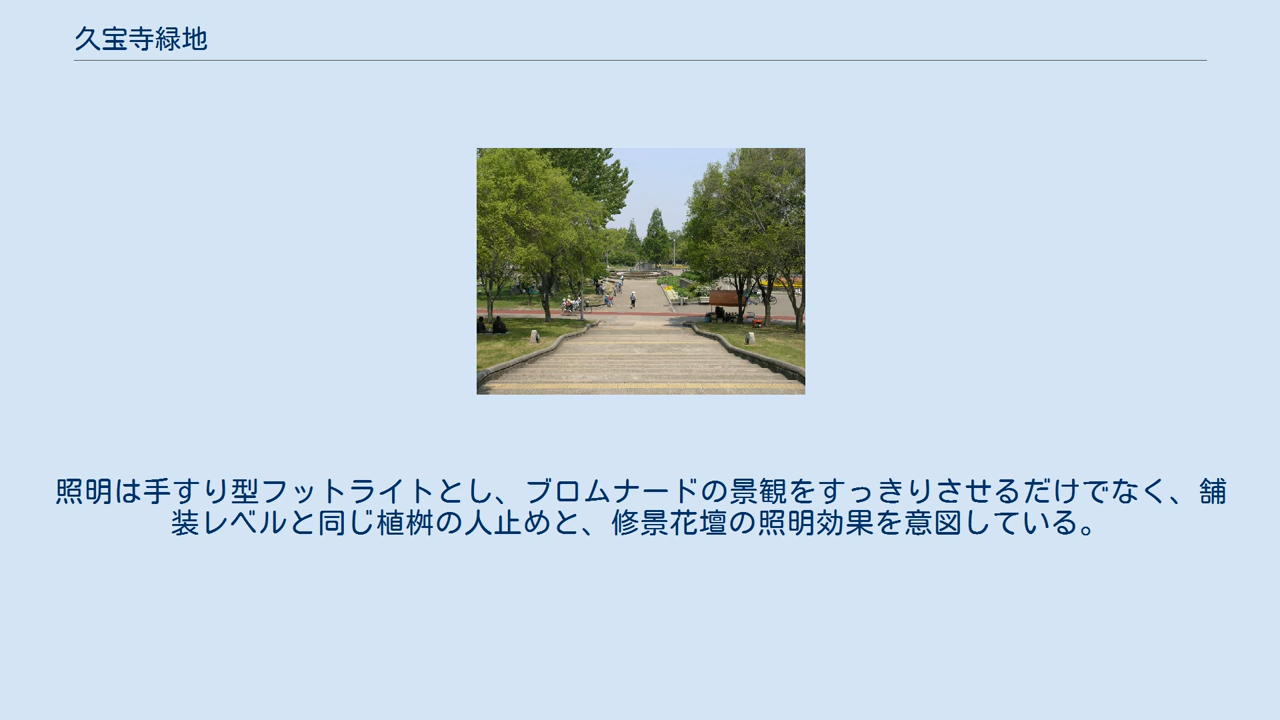 久宝寺緑地
照明は手すり型フットライトとし、ブロムナードの景観をすっきりさせるだけでなく、舗
装レベルと同じ植桝の人止めと、修景花壇の照明効果を意図している。